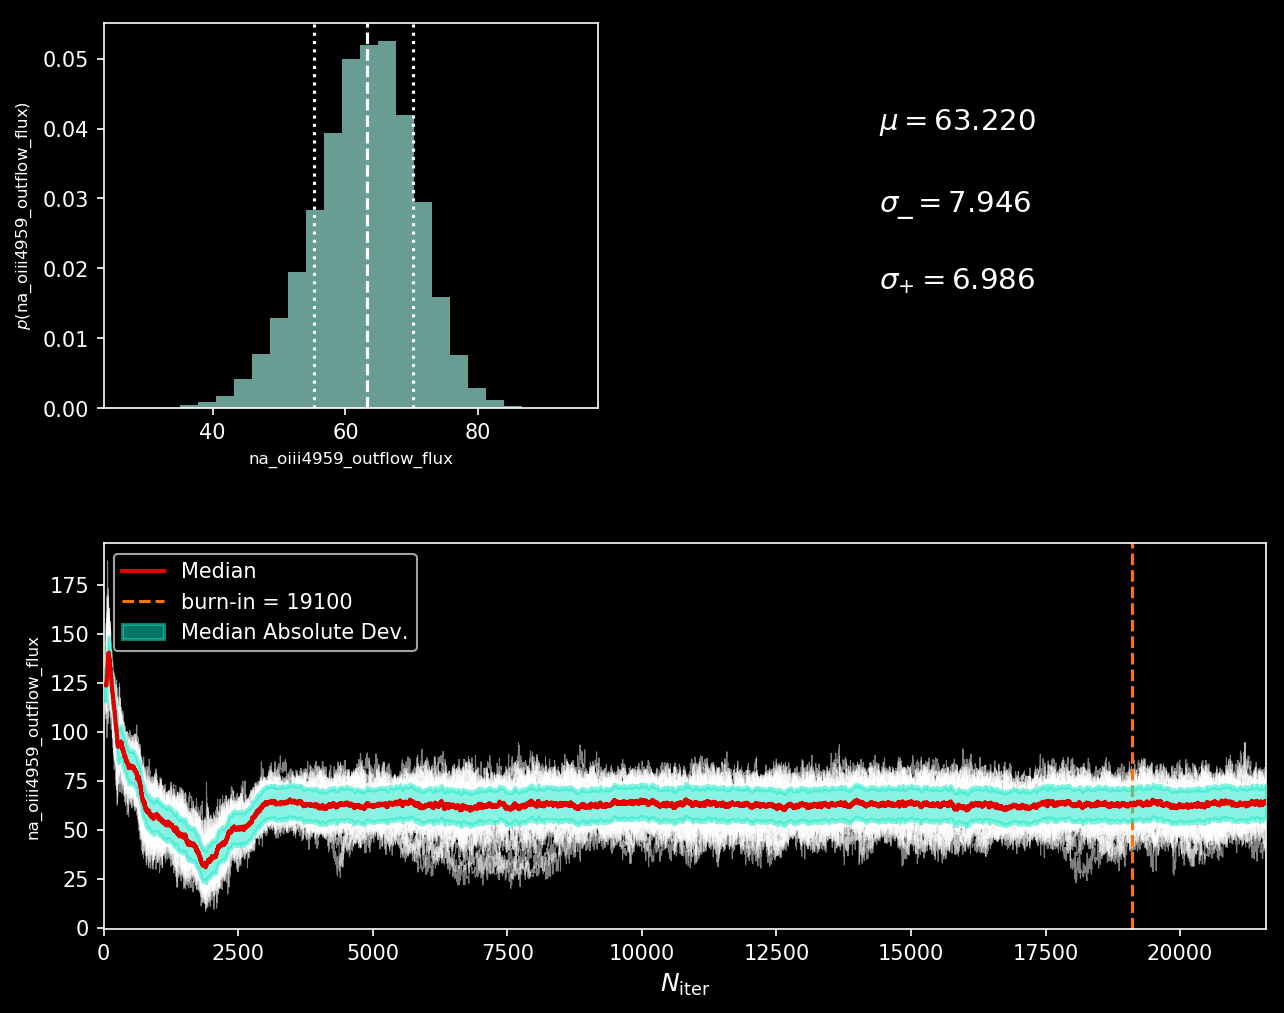 0.05
0.04
0.03
0.02
0.01
0.00
p(na_oiii4959_outflow_flux)
40 60 80
na_oiii4959_outflow_flux
μ = 63.220
σ₋ = 7.946
σ₊ = 6.986
175
150
125
100
75
50
25
0
na_oiii4959_outflow_flux
Median
burn-in = 19100
Median Absolute Dev.
0 2500 5000 7500 10000 12500 15000 17500 20000
N_iter